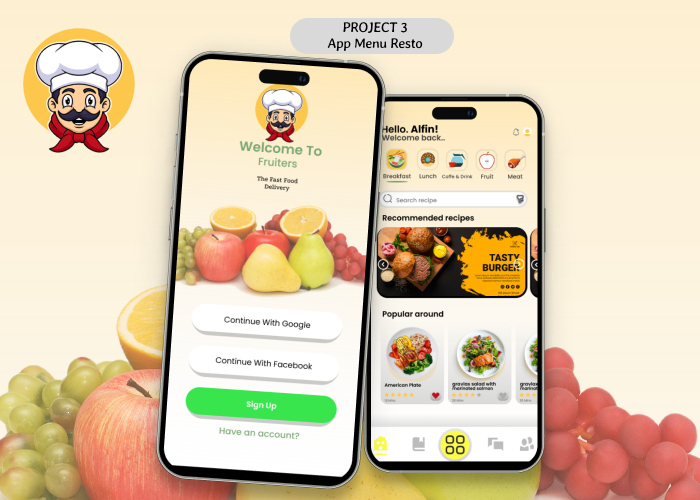 PROJECT 3
App Menu Resto
Welcome To
Fruiters
The Fast Food
Delivery
Continue With Google
Continue With Facebook
Sign Up
Have an account?
Hello. Alfin!
Welcome back..
Breakfast
Lunch
Coffe & Drink
Fruit
Meat
Search recipe
Recommended recipes
TASTY
BURGER
Popular around
American Plate
gravlax salad with
marinated salmon